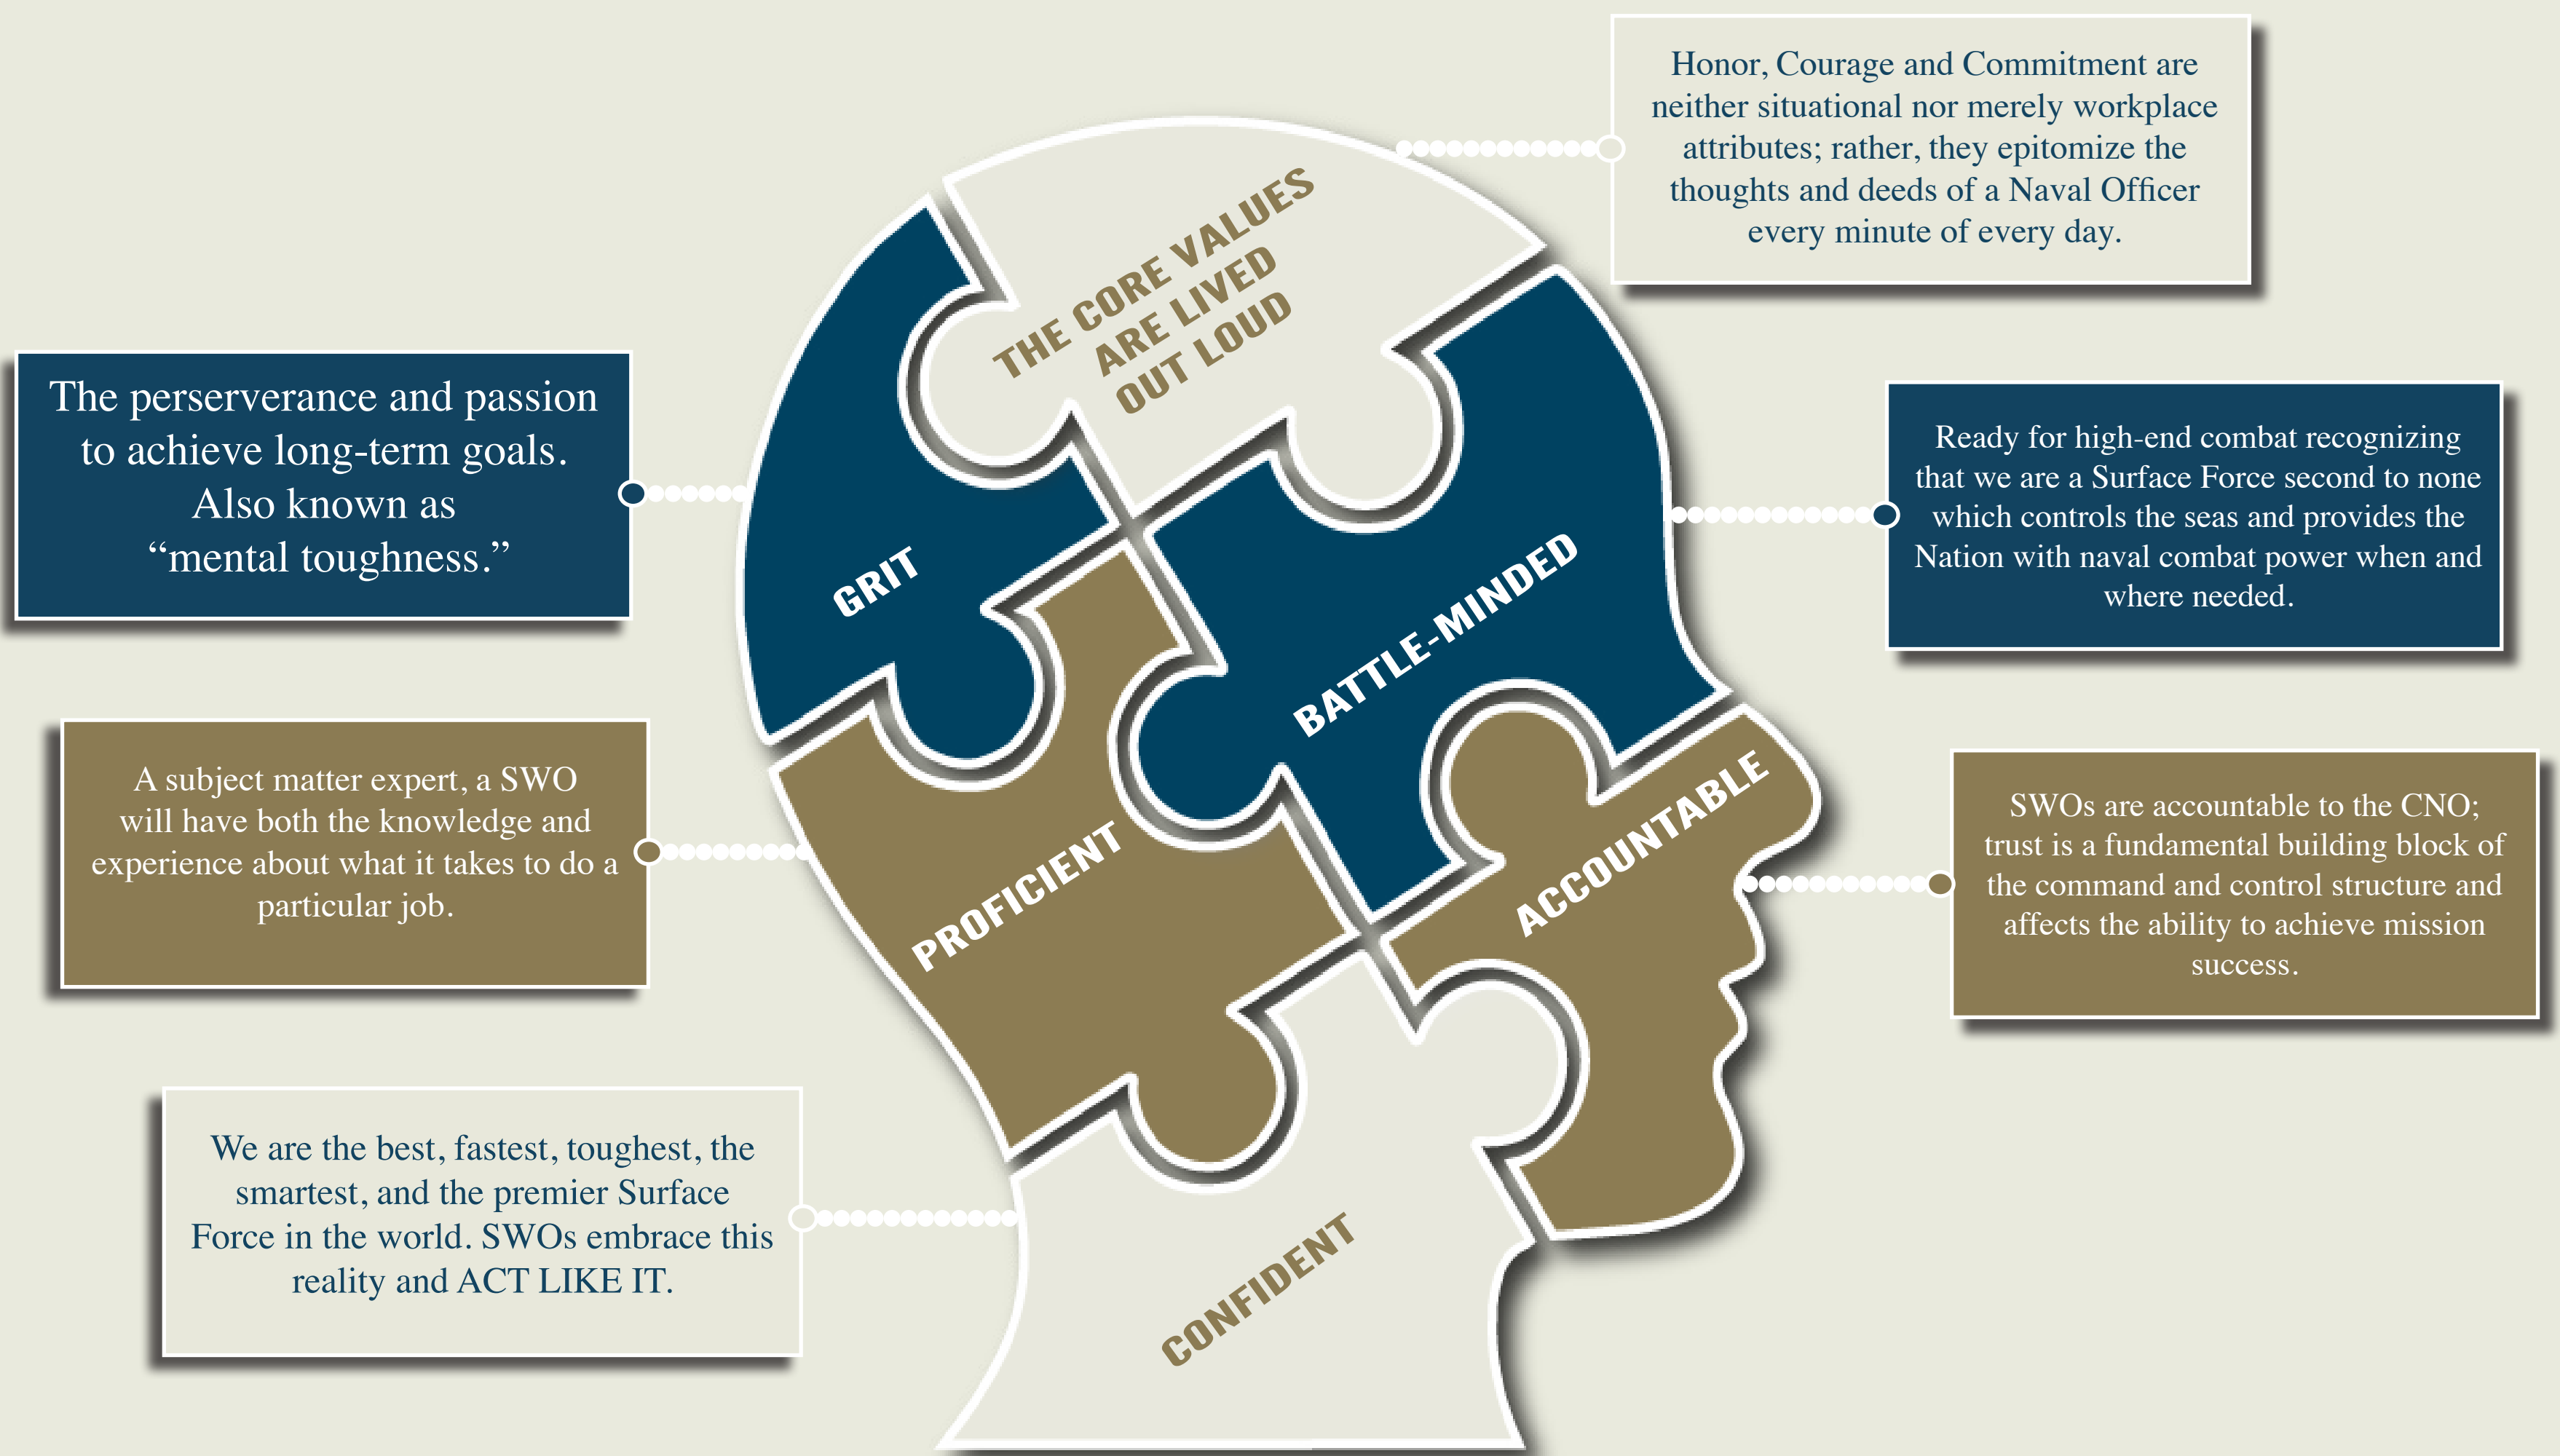 Honor, Courage and Commitment are
neither situational nor merely workplace
attributes; rather, they epitomize the
thoughts and deeds of a Naval Officer
every minute of every day.
THE CORE VALUES
ARE LIVED
OUT LOUD
The perserverance and passion
to achieve long-term goals.
Also known as
“mental toughness.”
GRIT
Ready for high-end combat recognizing
that we are a Surface Force second to none
which controls the seas and provides the
Nation with naval combat power when and
where needed.
BATTLE-MINDED
A subject matter expert, a SWO
will have both the knowledge and
experience about what it takes to do a
particular job.
PROFICIENT
SWOs are accountable to the CNO;
trust is a fundamental building block of
the command and control structure and
affects the ability to achieve mission
success.
ACCOUNTABLE
We are the best, fastest, toughest, the
smartest, and the premier Surface
Force in the world. SWOs embrace this
reality and ACT LIKE IT.
CONFIDENT